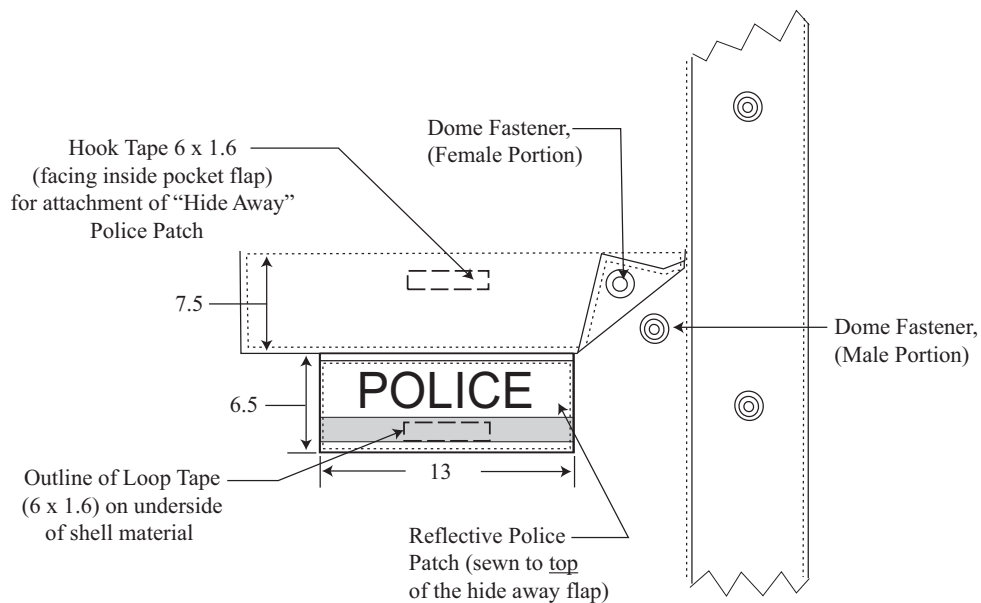 Hook Tape 6 x 1.6
(facing inside pocket flap)
for attachment of “Hide Away”
Police Patch
Dome Fastener,
(Female Portion)
7.5
Dome Fastener,
(Male Portion)
POLICE
6.5
13
Outline of Loop Tape
(6 x 1.6) on underside
of shell material
Reflective Police
Patch (sewn to top
of the hide away flap)